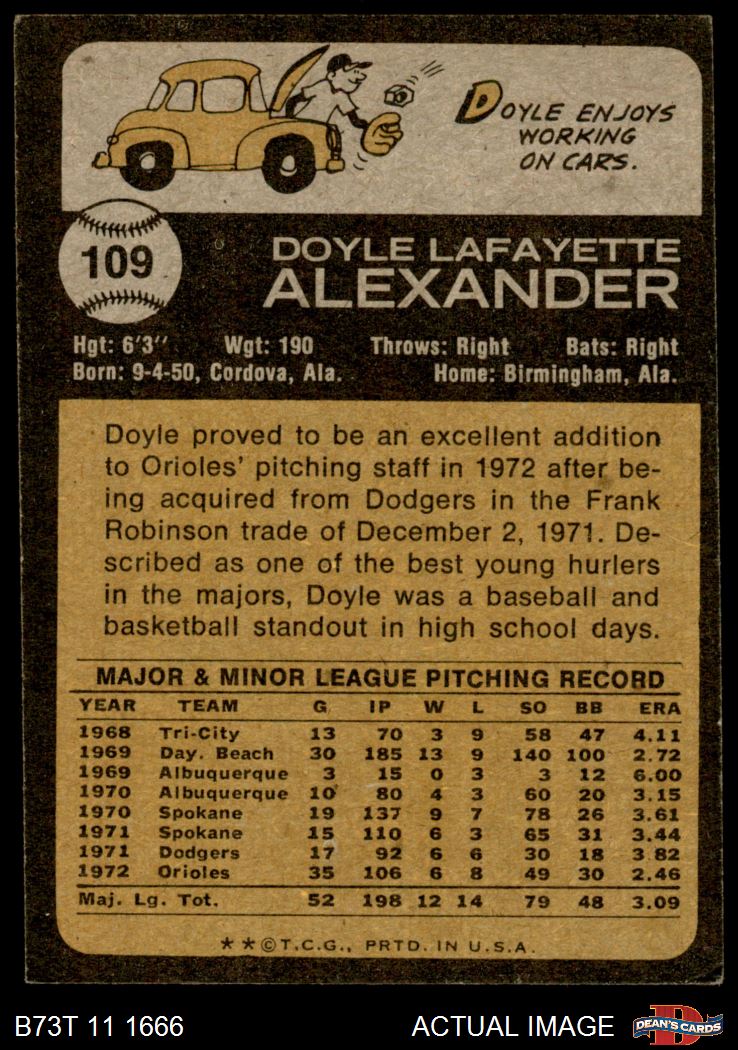 DOYLE ENJOYS
WORKING
ON CARS.
109
DOYLE LAFAYETTE
ALEXANDER
Hgt: 6'3" Wgt: 190 Throws: Right Bats: Right
Born: 9-4-50, Cordova, Ala. Home: Birmingham, Ala.
Doyle proved to be an excellent addition
to Orioles' pitching staff in 1972 after be-
ing acquired from Dodgers in the Frank
Robinson trade of December 2, 1971. De-
scribed as one of the best young hurlers
in the majors, Doyle was a baseball and
basketball standout in high school days.
MAJOR & MINOR LEAGUE PITCHING RECORD
YEAR TEAM G IP W L SO BB ERA
1968 Tri-City 13 70 3 9 58 47 4.11
1969 Day. Beach 30 185 13 9 140 100 2.72
1969 Albuquerque 3 15 0 3 3 12 6.00
1970 Albuquerque 10 80 4 3 60 20 3.15
1970 Spokane 19 137 9 7 78 26 3.61
1971 Spokane 15 110 6 3 65 31 3.44
1971 Dodgers 17 92 6 6 30 18 3.82
1972 Orioles 35 106 6 8 49 30 2.46
Maj. Lg. Tot. 52 198 12 14 79 48 3.09
★ ★ © T.C.G., PRTD. IN U.S.A.
B73T 11 1666 ACTUAL IMAGE DEAN'S CARDS